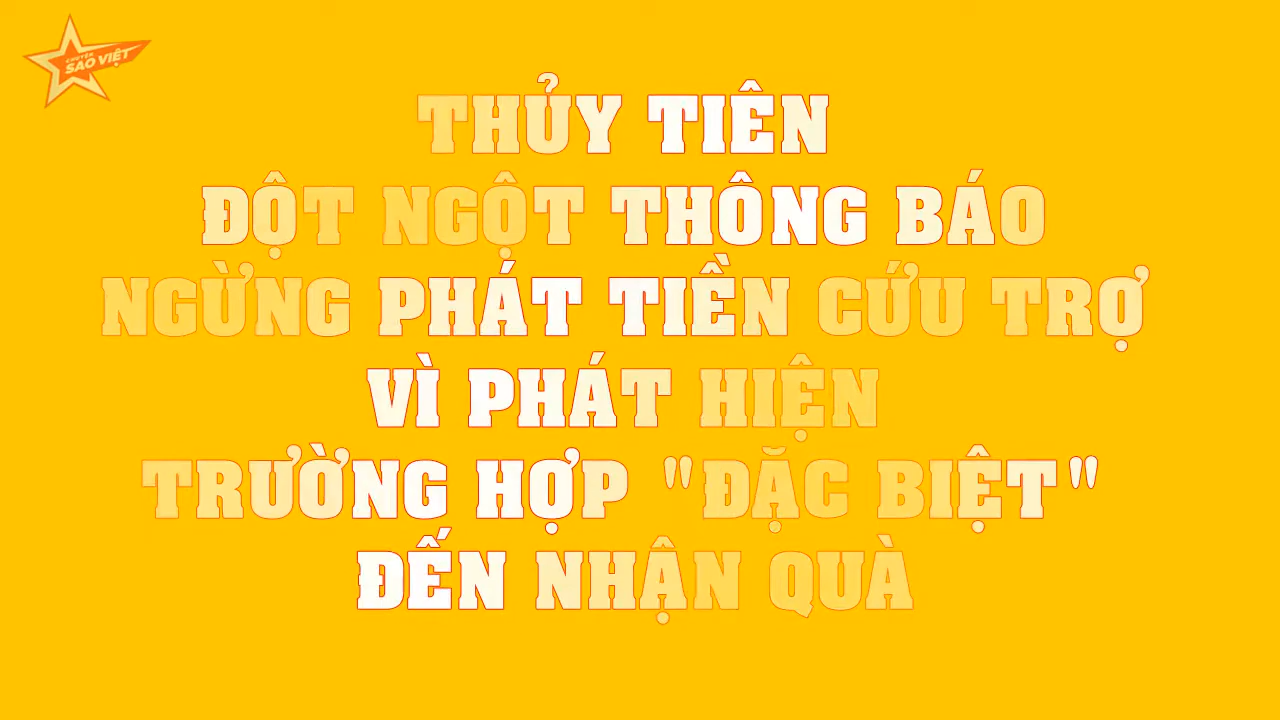 CHUYỆN
SAO VIỆT
THỦY TIÊN
ĐỘT NGỘT THÔNG BÁO
NGỪNG PHÁT TIỀN CỨU TRỢ
VÌ PHÁT HIỆN
TRƯỜNG HỢP "ĐẶC BIỆT"
ĐẾN NHẬN QUÀ